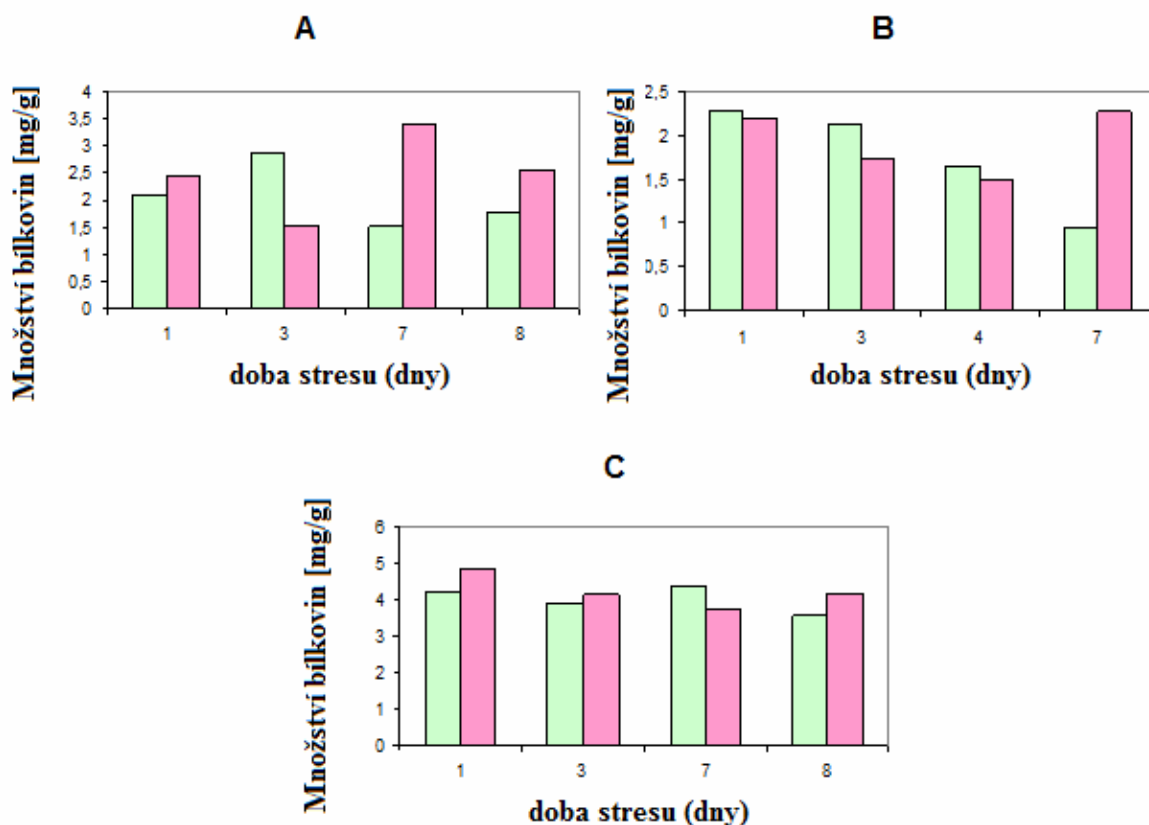 A
Množství bílkovin [mg/g]
4
3,5
3
2,5
2
1,5
1
0,5
0
1 3 7 8
doba stresu (dny)
B
Množství bílkovin [mg/g]
2,5
2
1,5
1
0,5
0
1 3 4 7
doba stresu (dny)
C
Množství bílkovin [mg/g]
6
5
4
3
2
1
0
1 3 7 8
doba stresu (dny)